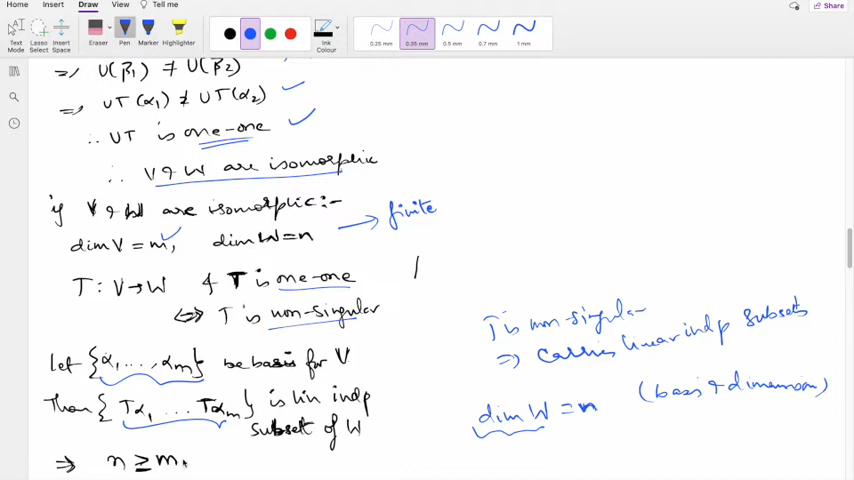 Home Insert Draw View
Share
Text Mode
Lasso Select
Insert Space
Eraser
Pen
Marker
Highlighter
Ink Colour
0.25 mm
0.35 mm
0.5 mm
0.7 mm
1 mm
=> U(β1) ≠ U(β2)
=> UT(α1) ≠ UT(α2)
∴ UT is one-one
∴ V & W are isomorphic
if V & W are isomorphic:-
dim V = m, dim W = n → finite
T: V→W & T is one-one
<=> T is non-singular
let {α1, ..., αm} be basis for V
Then {Tα1 ... Tαm} is lin indp
subset of W
=> n ≥ m.
T is non-singular
=> Carries linear indp subsets
dim W = n (basis & dimension)